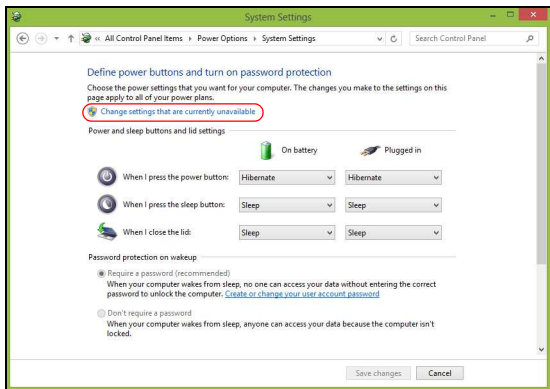 System Settings
« All Control Panel Items ▸ Power Options ▸ System Settings
Search Control Panel
Define power buttons and turn on password protection
Choose the power settings that you want for your computer. The changes you make to the settings on this
page apply to all of your power plans.
Change settings that are currently unavailable
Power and sleep buttons and lid settings
On battery Plugged in
When I press the power button: Hibernate Hibernate
When I press the sleep button: Sleep Sleep
When I close the lid: Sleep Sleep
Password protection on wakeup
Require a password (recommended)
When your computer wakes from sleep, no one can access your data without entering the correct
password to unlock the computer. Create or change your user account password
Don't require a password
When your computer wakes from sleep, anyone can access your data because the computer isn't
locked.
Save changes Cancel